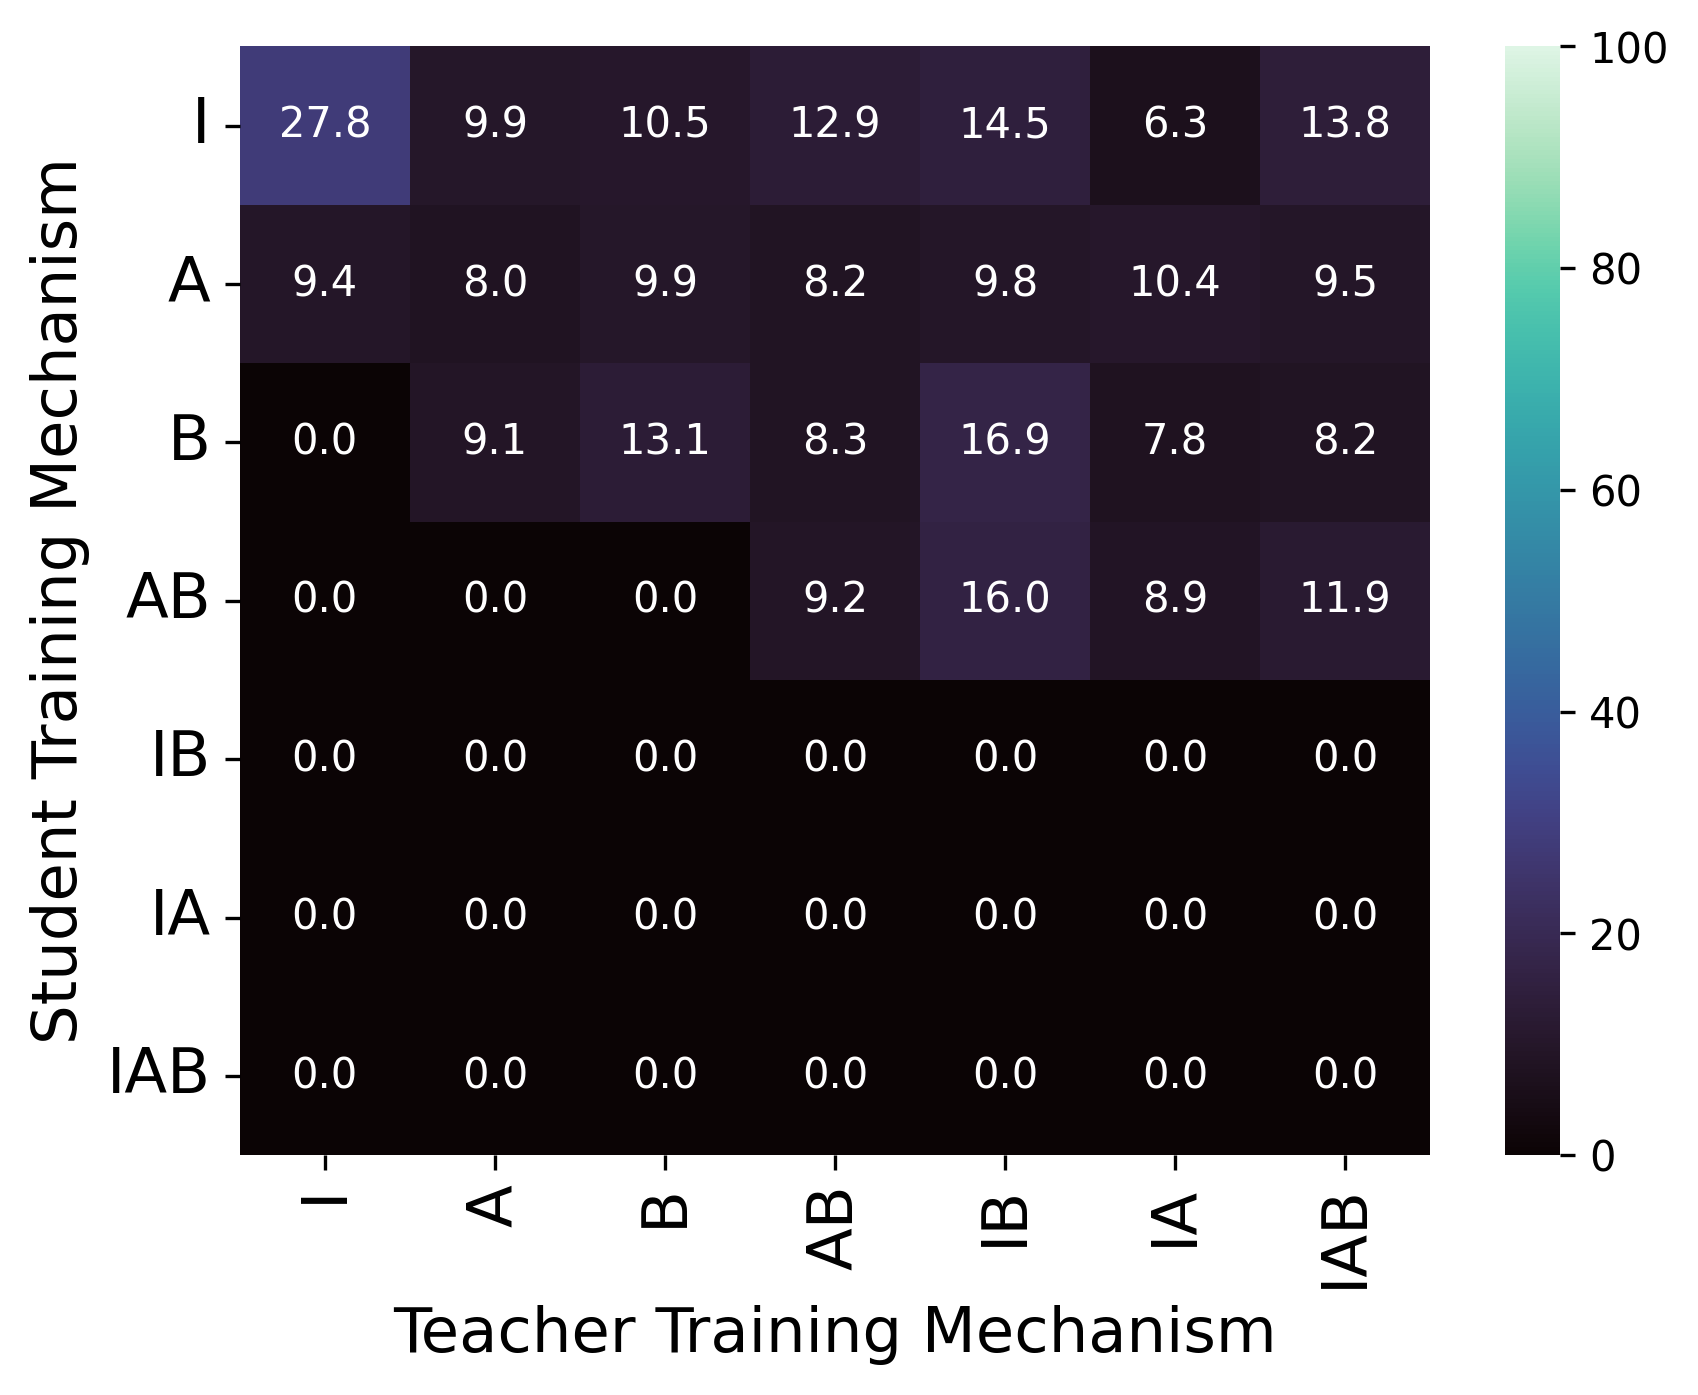 Student Training Mechanism
I 27.8 9.9 10.5 12.9 14.5 6.3 13.8
A 9.4 8.0 9.9 8.2 9.8 10.4 9.5
B 0.0 9.1 13.1 8.3 16.9 7.8 8.2
AB 0.0 0.0 0.0 9.2 16.0 8.9 11.9
IB 0.0 0.0 0.0 0.0 0.0 0.0 0.0
IA 0.0 0.0 0.0 0.0 0.0 0.0 0.0
IAB 0.0 0.0 0.0 0.0 0.0 0.0 0.0
I A B AB IB IA IAB
Teacher Training Mechanism
100
80
60
40
20
0